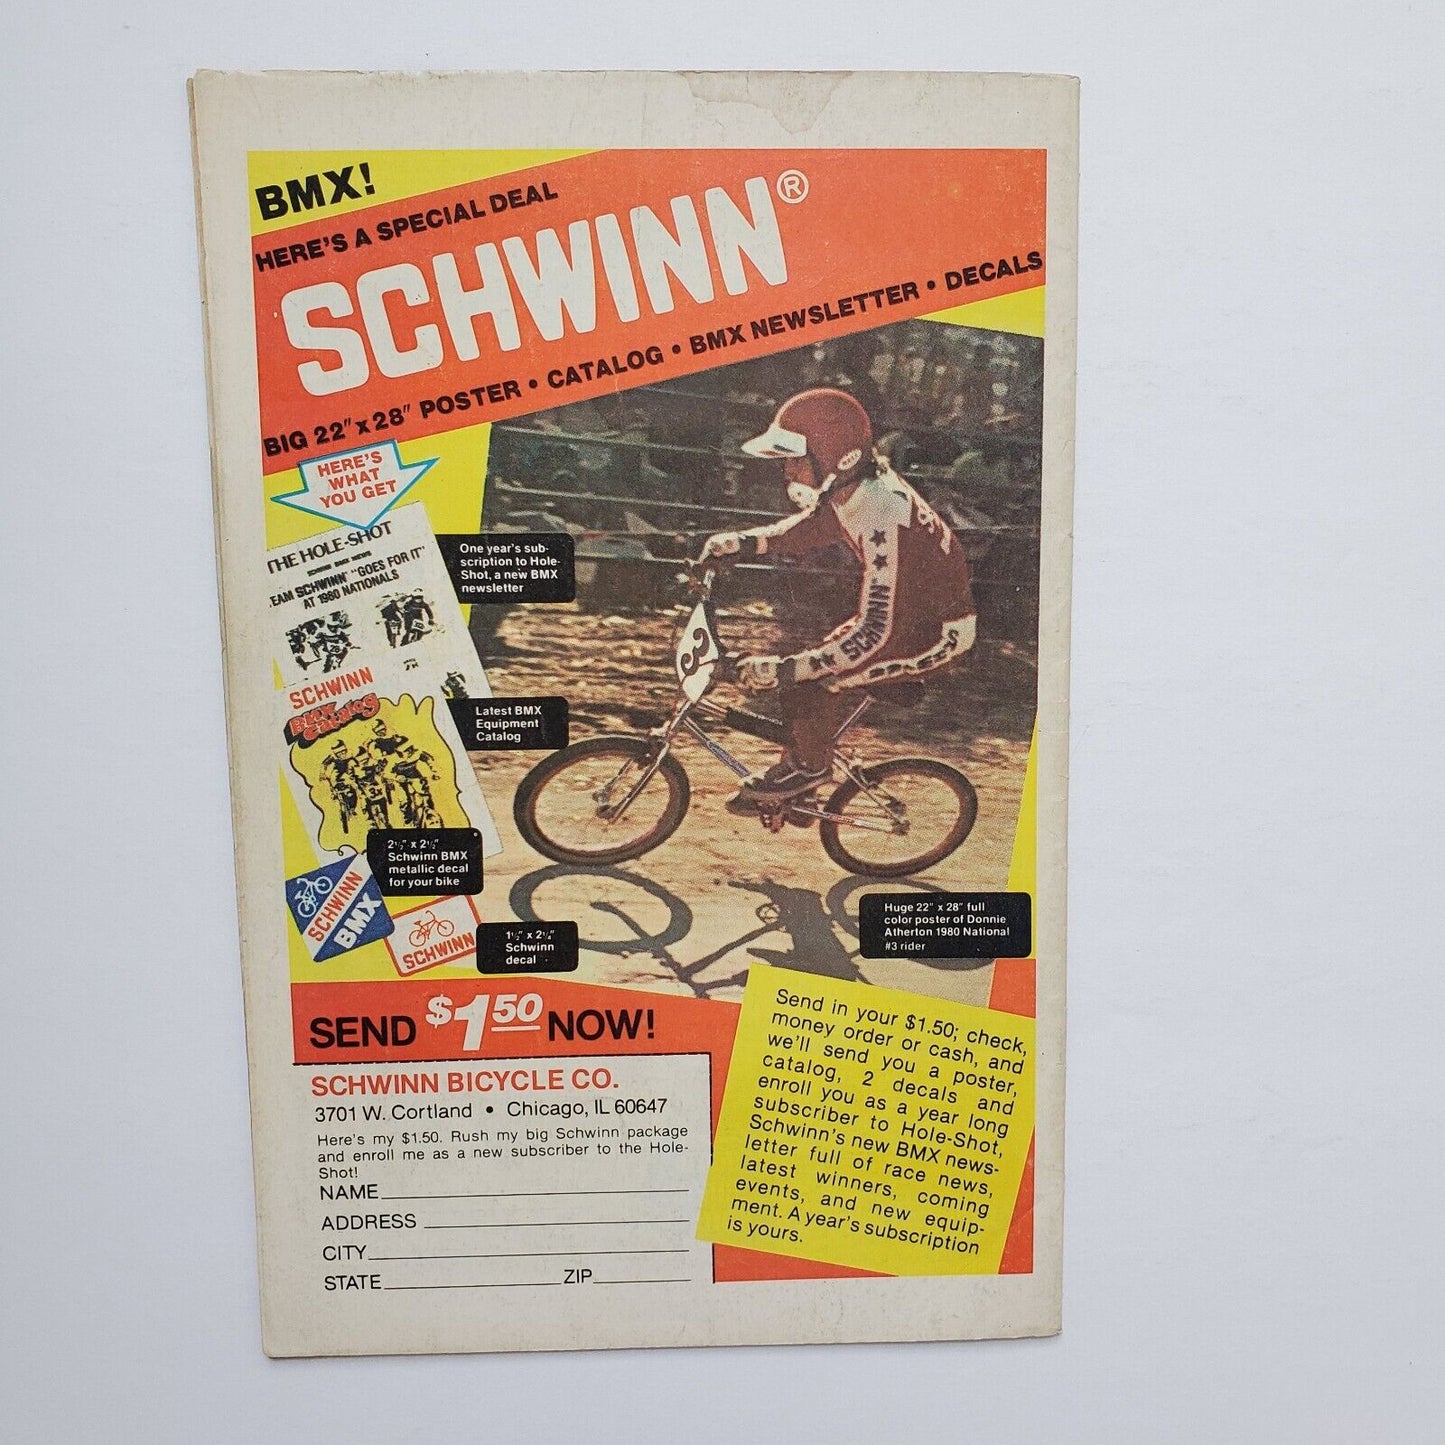 BMX!
HERE'S A SPECIAL DEAL
SCHWINN®
BIG 22" x 28" POSTER • CATALOG • BMX NEWSLETTER • DECALS
HERE'S
WHAT
YOU GET
THE HOLE-SHOT
SCHWINN BMX NEWS
EAM SCHWINN "GOES FOR IT"
AT 1980 NATIONALS
One year's sub-
scription to Hole-
Shot, a new BMX
newsletter
SCHWINN
BMX
Catalog
Latest BMX
Equipment
Catalog
2½" x 2½"
Schwinn BMX
metallic decal
for your bike
SCHWINN
BMX
SCHWINN
1½" x 2¼"
Schwinn
decal
3
SCHWINN
BELL
Huge 22" x 28" full
color poster of Donnie
Atherton 1980 National
#3 rider
SEND $1.50 NOW!
SCHWINN BICYCLE CO.
3701 W. Cortland • Chicago, IL 60647
Here's my $1.50. Rush my big Schwinn package
and enroll me as a new subscriber to the Hole-
Shot!
NAME
ADDRESS
CITY
STATE ZIP
Send in your $1.50; check,
money order or cash, and
we'll send you a poster,
catalog, 2 decals and
enroll you as a year long
subscriber to Hole-Shot,
Schwinn's new BMX news-
letter full of race news,
latest winners, coming
events, and new equip-
ment. A year's subscription
is yours.